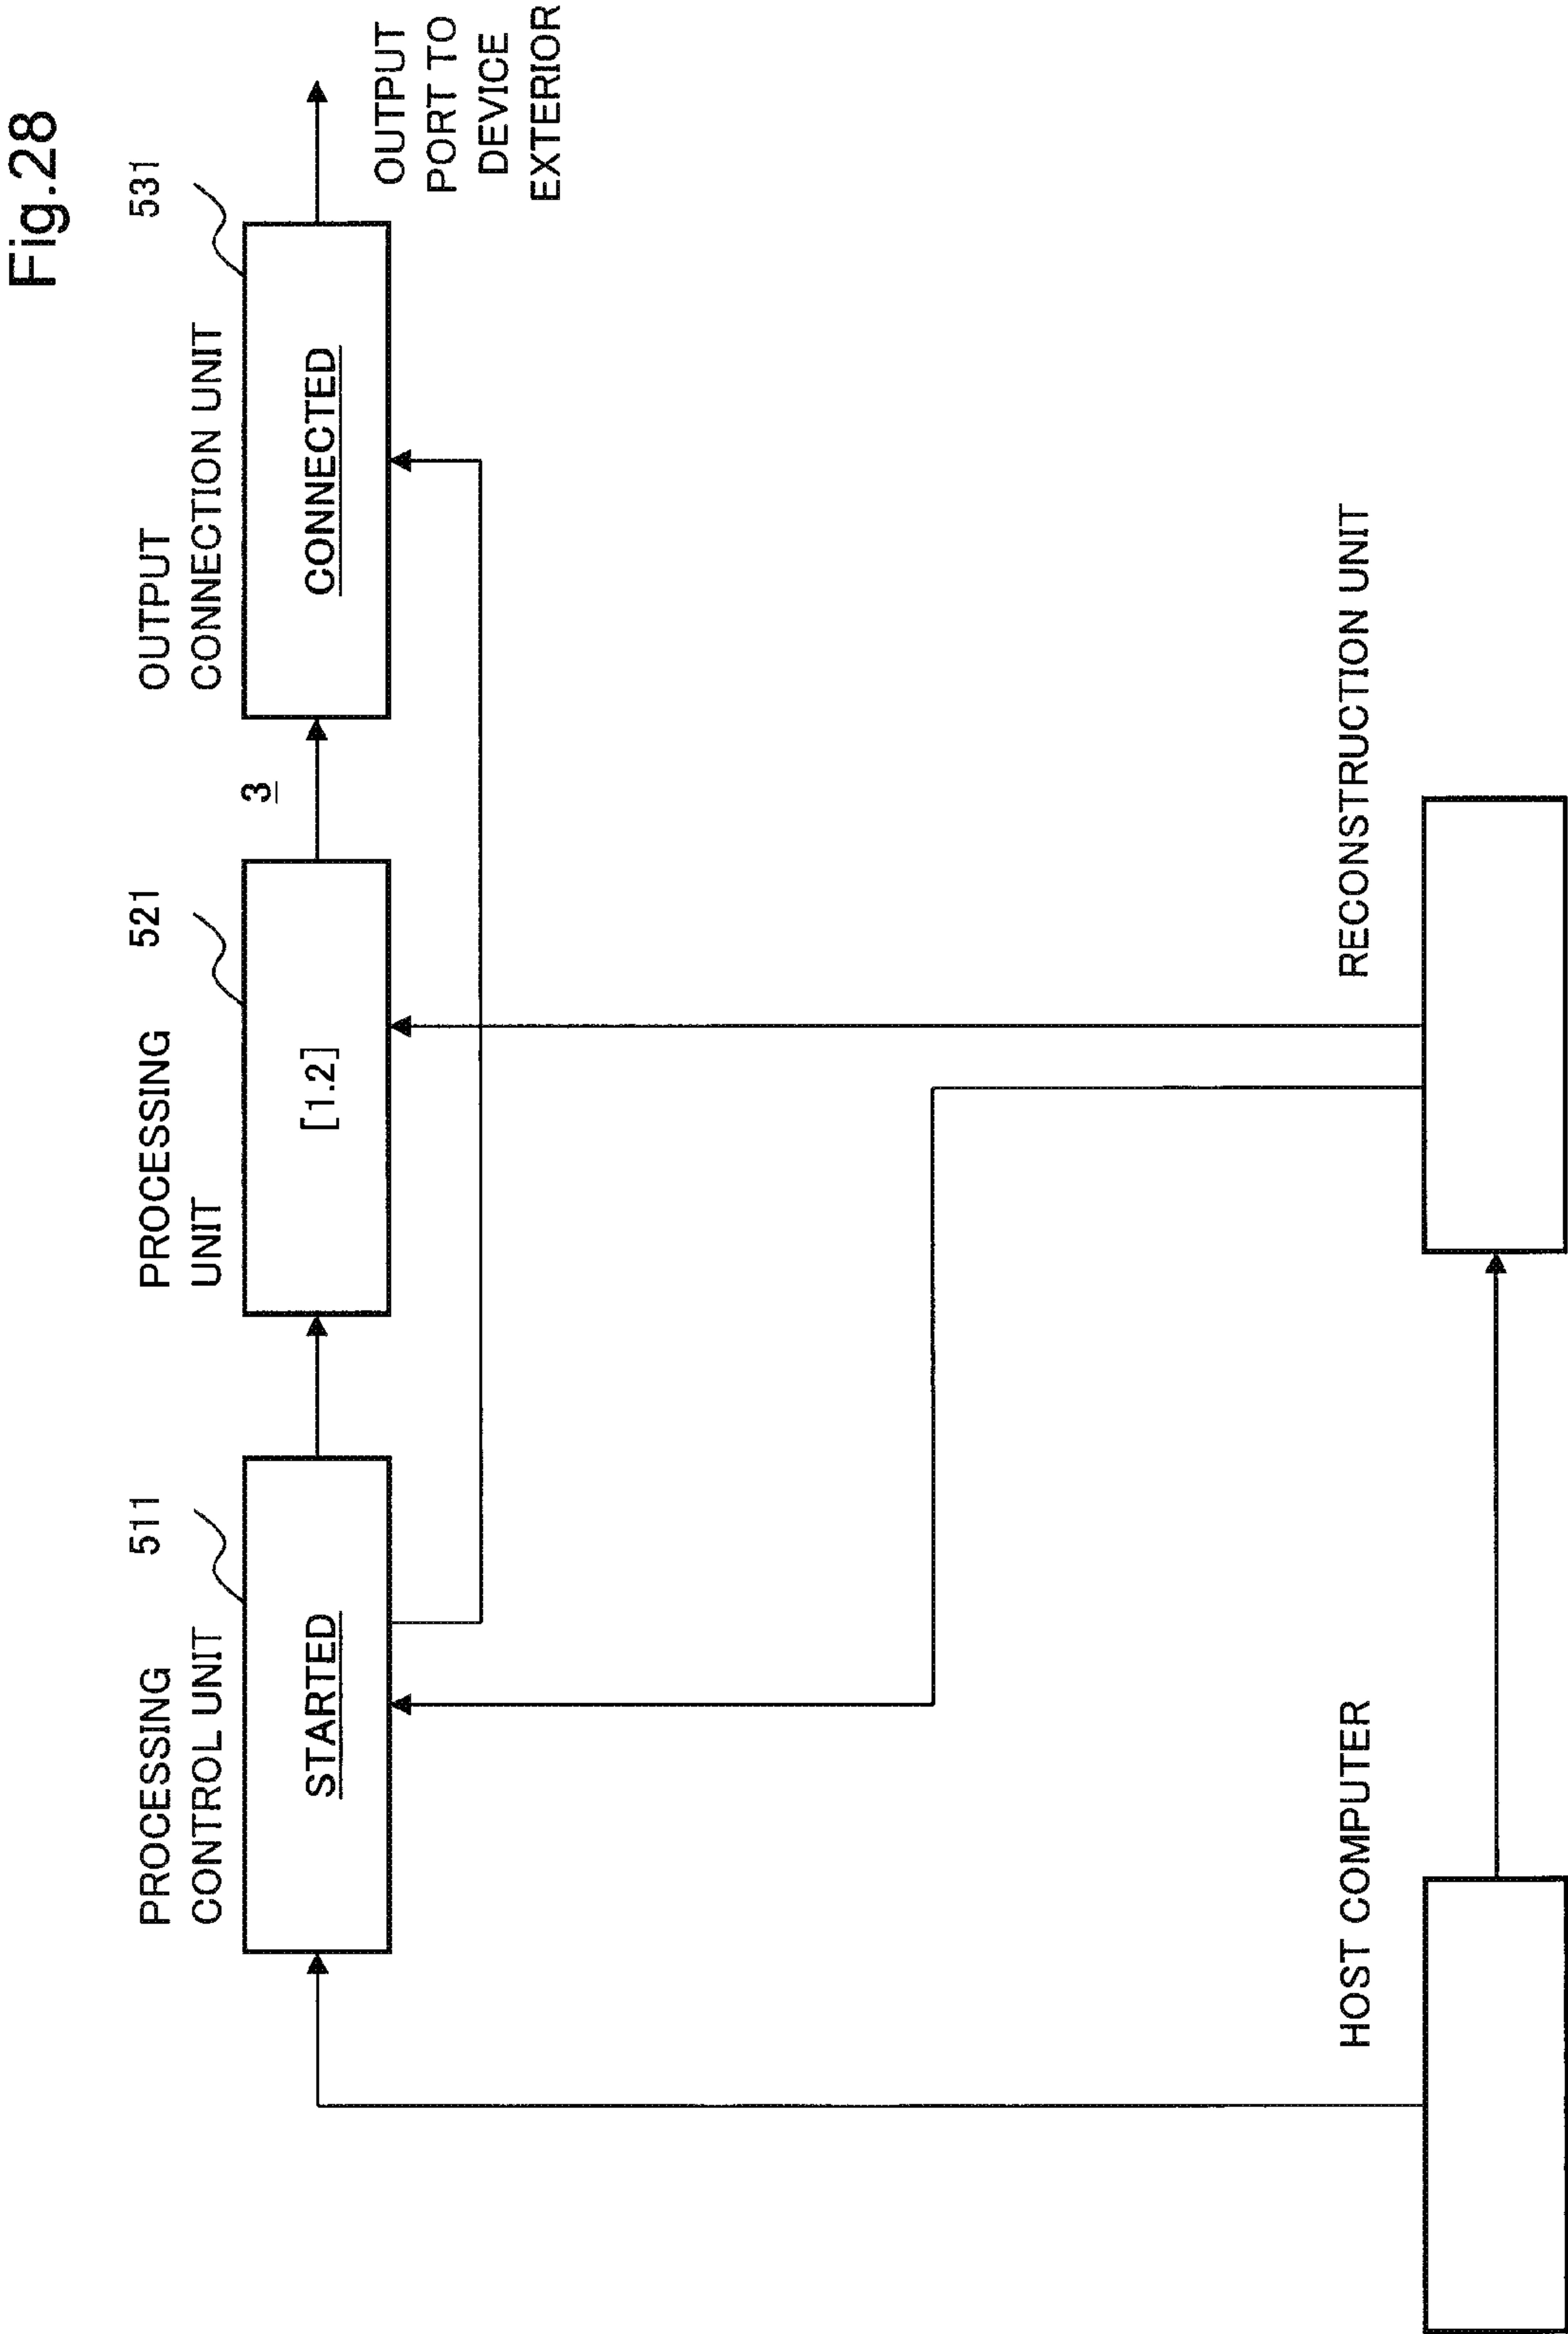 Fig.28
PROCESSING
CONTROL UNIT
511
STARTED
PROCESSING
UNIT
521
[1.2]
3
OUTPUT
CONNECTION UNIT
531
CONNECTED
OUTPUT
PORT TO
DEVICE
EXTERIOR
HOST COMPUTER
RECONSTRUCTION UNIT